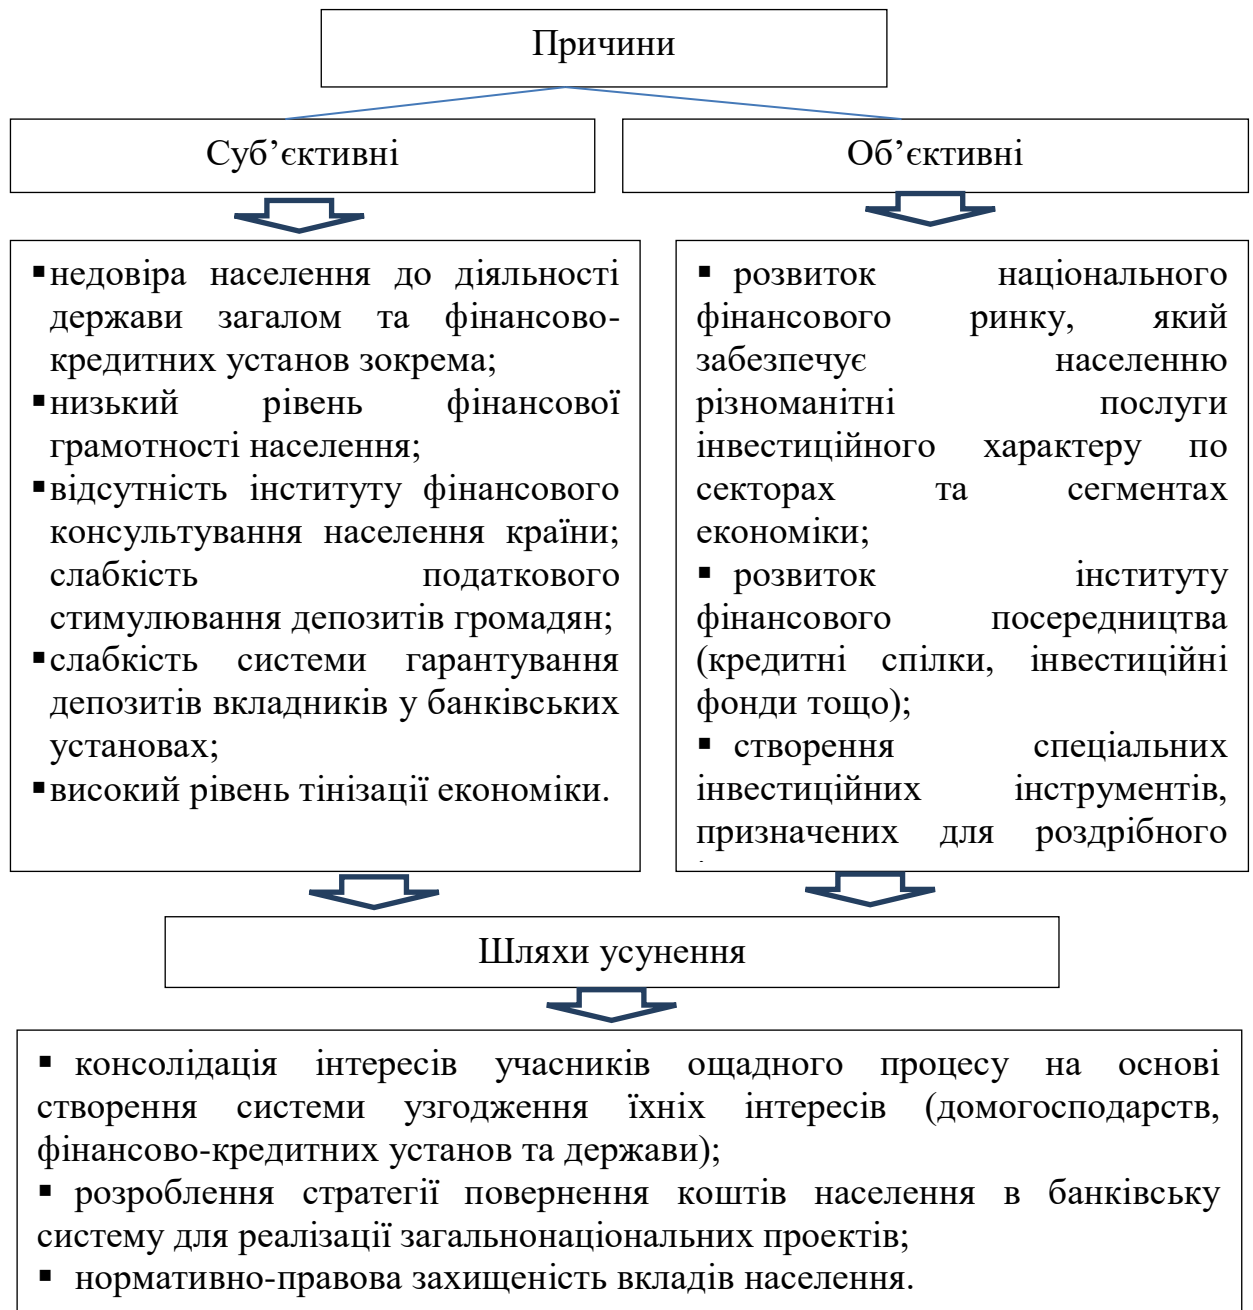 Причини
Суб’єктивні
Об’єктивні
▪недовіра населення до діяльності
держави загалом та фінансово-
кредитних установ зокрема;
▪низький рівень фінансової
грамотності населення;
▪відсутність інституту фінансового
консультування населення країни;
слабкість податкового
стимулювання депозитів громадян;
▪слабкість системи гарантування
депозитів вкладників у банківських
установах;
▪високий рівень тінізації економіки.
▪ розвиток національного
фінансового ринку, який
забезпечує населенню
різноманітні послуги
інвестиційного характеру по
секторах та сегментах
економіки;
▪ розвиток інституту
фінансового посередництва
(кредитні спілки, інвестиційні
фонди тощо);
▪ створення спеціальних
інвестиційних інструментів,
призначених для роздрібного
Шляхи усунення
▪ консолідація інтересів учасників ощадного процесу на основі
створення системи узгодження їхніх інтересів (домогосподарств,
фінансово-кредитних установ та держави);
▪ розроблення стратегії повернення коштів населення в банківську
систему для реалізації загальнонаціональних проектів;
▪ нормативно-правова захищеність вкладів населення.